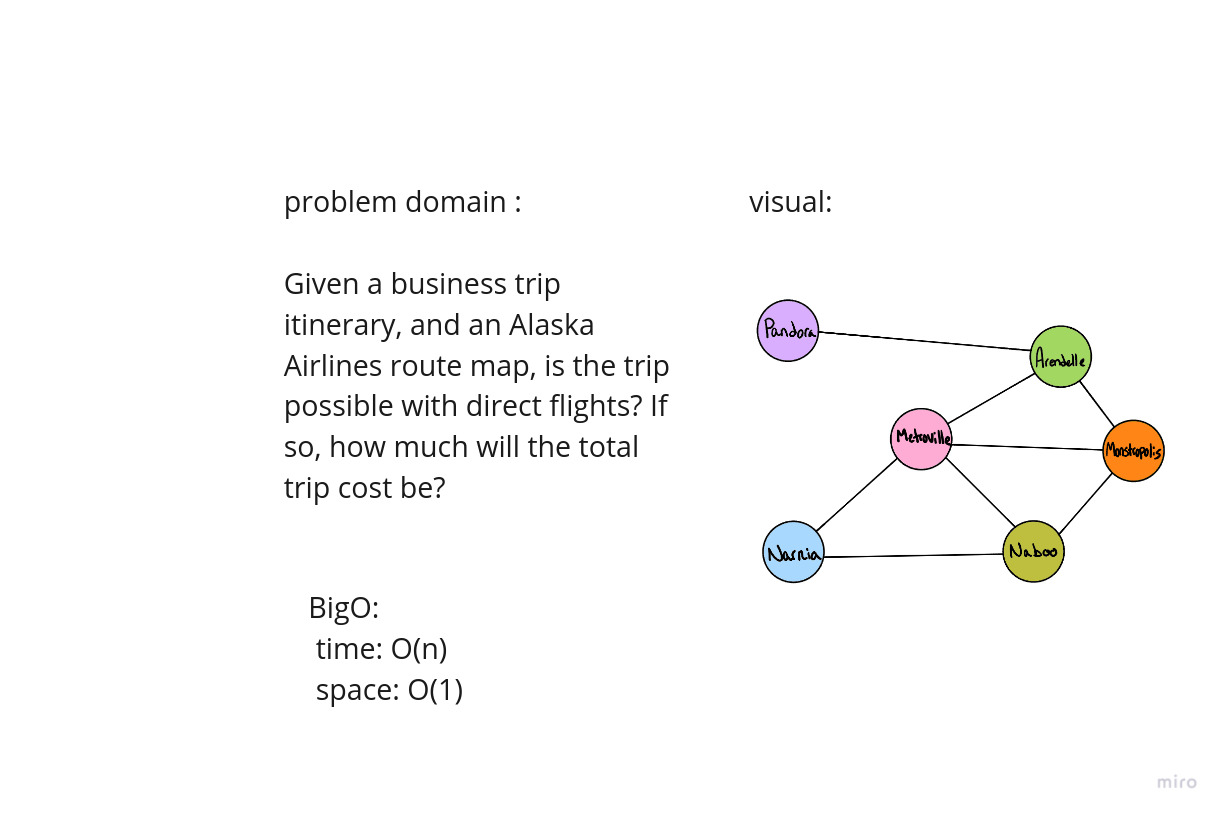 problem domain :
Given a business trip
itinerary, and an Alaska
Airlines route map, is the trip
possible with direct flights? If
so, how much will the total
trip cost be?
BigO:
time: O(n)
space: O(1)
visual:
Pandora
Arendelle
Metroville
Monstropolis
Narnia
Naboo
miro